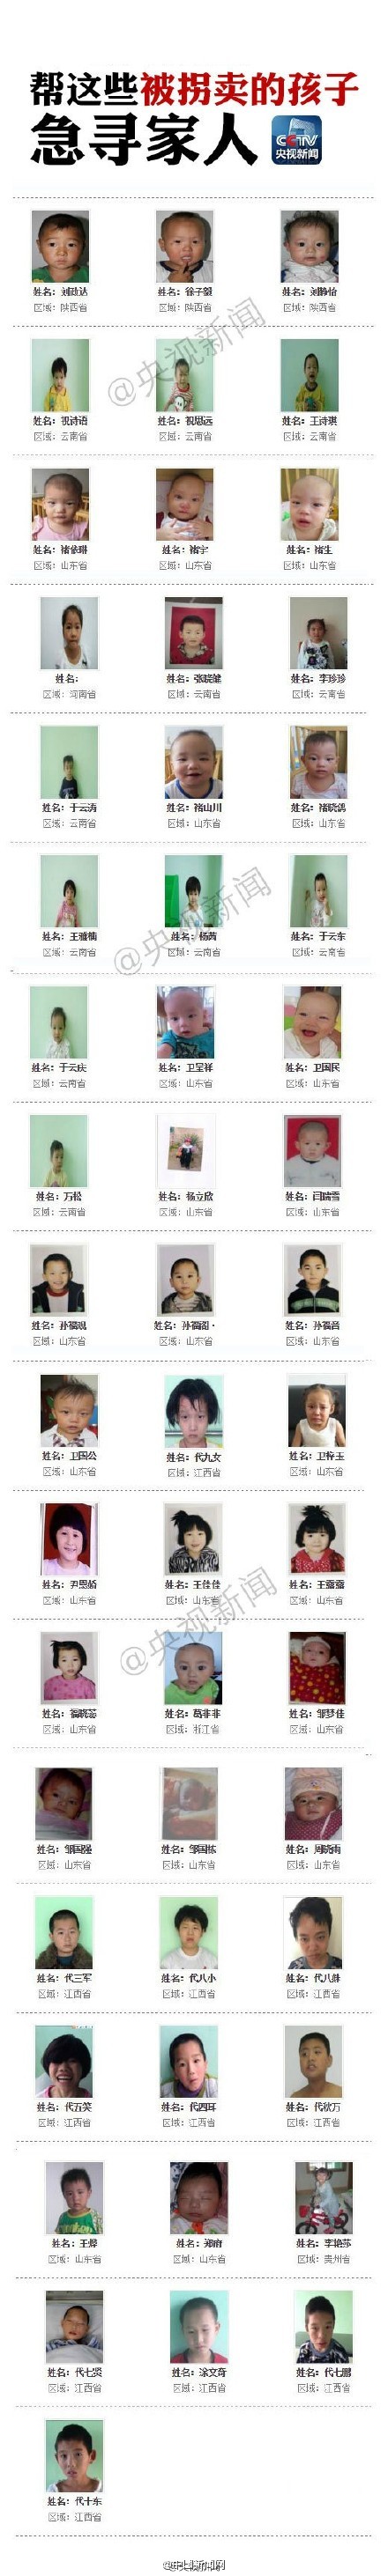 帮这些被拐卖的孩子
急寻家人
CCTV
央视新闻
姓名：刘政达 姓名：徐子毅 姓名：刘静怡
区域：陕西省 区域：陕西省 区域：陕西省
@央视新闻
姓名：祝诗语 姓名：祝思远 姓名：王诗琪
区域：云南省 区域：云南省 区域：云南省
姓名：褚依琳 姓名：褚宇 姓名：褚生
区域：山东省 区域：山东省 区域：山东省
姓名： 姓名：张晓健 姓名：李珍珍
区域：河南省 区域：云南省 区域：云南省
姓名：于云涛 姓名：褚山川 姓名：褚晓鸽
区域：云南省 区域：山东省 区域：山东省
@央视新闻
姓名：王雅楠 姓名：杨茜 姓名：于云东
区域：云南省 区域：云南省 区域：云南省
姓名：于云庆 姓名：卫呈祥 姓名：卫国民
区域：云南省 区域：山东省 区域：山东省
姓名：万松 姓名：杨立欣 姓名：闫瑞雪
区域：云南省 区域：山东省 区域：山东省
姓名：孙福 姓名：孙福 姓名：孙福
区域：山东省 区域：山东省 区域：山东省
姓名：卫国公 姓名：代九女 姓名：卫梓玉
区域：山东省 区域：江西省 区域：山东省
姓名：尹思娇 姓名：王佳佳 姓名：王露露
区域：山东省 区域：山东省 区域：山东省
@央视新闻
姓名：晓蕊 姓名：葛非非 姓名：邹梦佳
区域：山东省 区域：浙江省 区域：山东省
姓名：邹国强 姓名：邹国栋 姓名：周晓雨
区域：山东省 区域：山东省 区域：山东省
姓名：代三军 姓名：代八小 姓名：代八胜
区域：江西省 区域：江西省 区域：江西省
姓名：代五笑 姓名：代四耳 姓名：代秋万
区域：江西省 区域：江西省 区域：江西省
姓名：王烨 姓名：郑府 姓名：李艳莎
区域：山东省 区域：山东省 区域：贵州省
姓名：代七贤 姓名：涂文奇 姓名：代七鹏
区域：江西省 区域：江西省 区域：江西省
姓名：代十东
区域：江西省
@中国新闻网